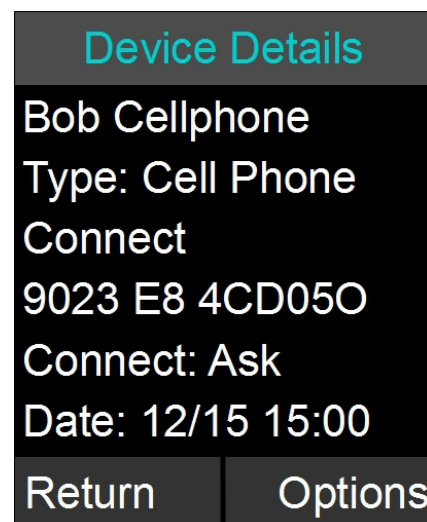 Device Details
Bob Cellphone
Type: Cell Phone
Connect
9023 E8 4CD05O
Connect: Ask
Date: 12/15 15:00
Return Options